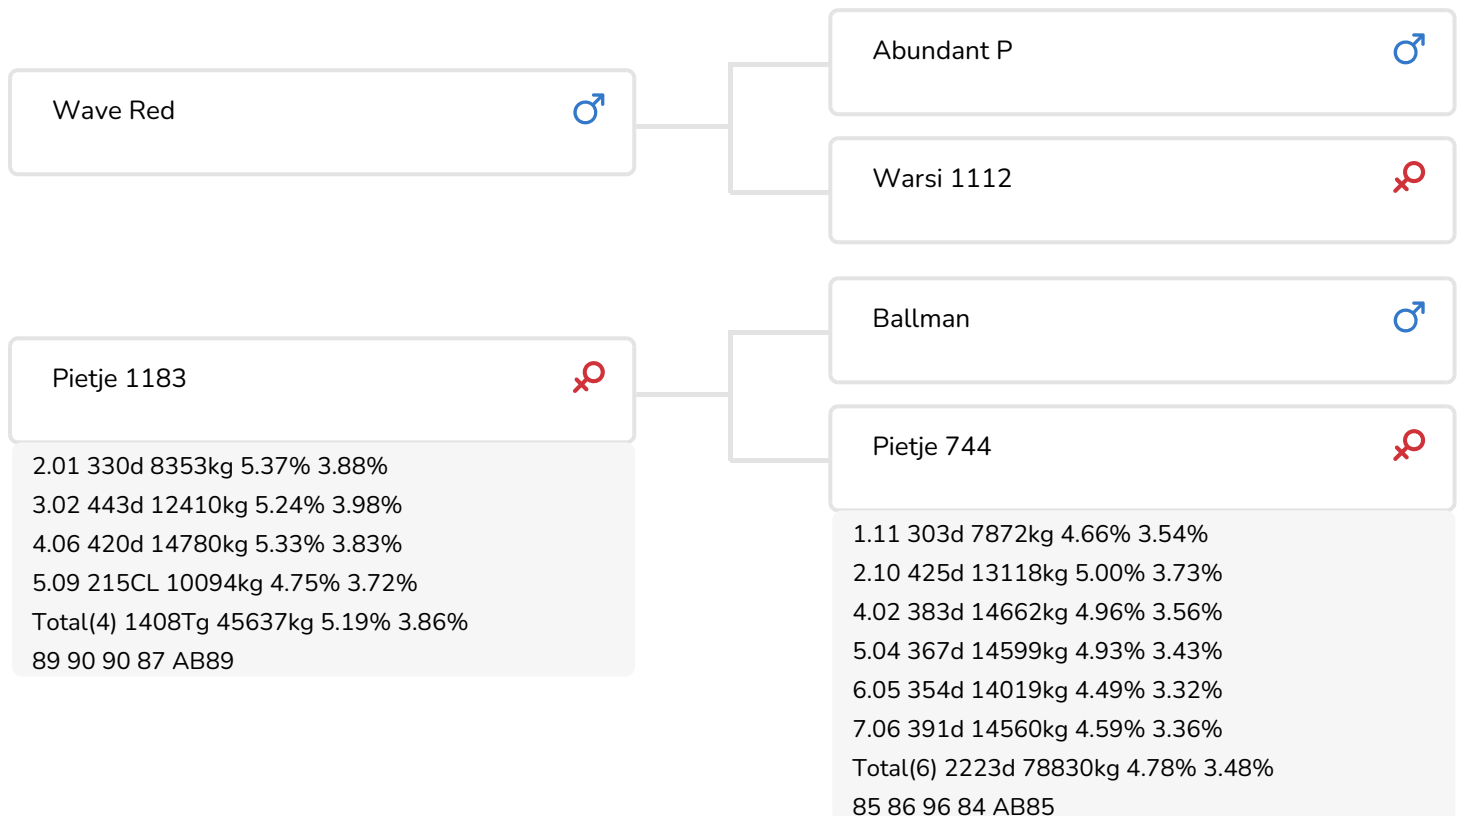 Wave Red
Pietje 1183
2.01 330d 8353kg 5.37% 3.88%
3.02 443d 12410kg 5.24% 3.98%
4.06 420d 14780kg 5.33% 3.83%
5.09 215CL 10094kg 4.75% 3.72%
Total(4) 1408Tg 45637kg 5.19% 3.86%
89 90 90 87 AB89
Abundant P
Warsi 1112
Ballman
Pietje 744
1.11 303d 7872kg 4.66% 3.54%
2.10 425d 13118kg 5.00% 3.73%
4.02 383d 14662kg 4.96% 3.56%
5.04 367d 14599kg 4.93% 3.43%
6.05 354d 14019kg 4.49% 3.32%
7.06 391d 14560kg 4.59% 3.36%
Total(6) 2223d 78830kg 4.78% 3.48%
85 86 96 84 AB85